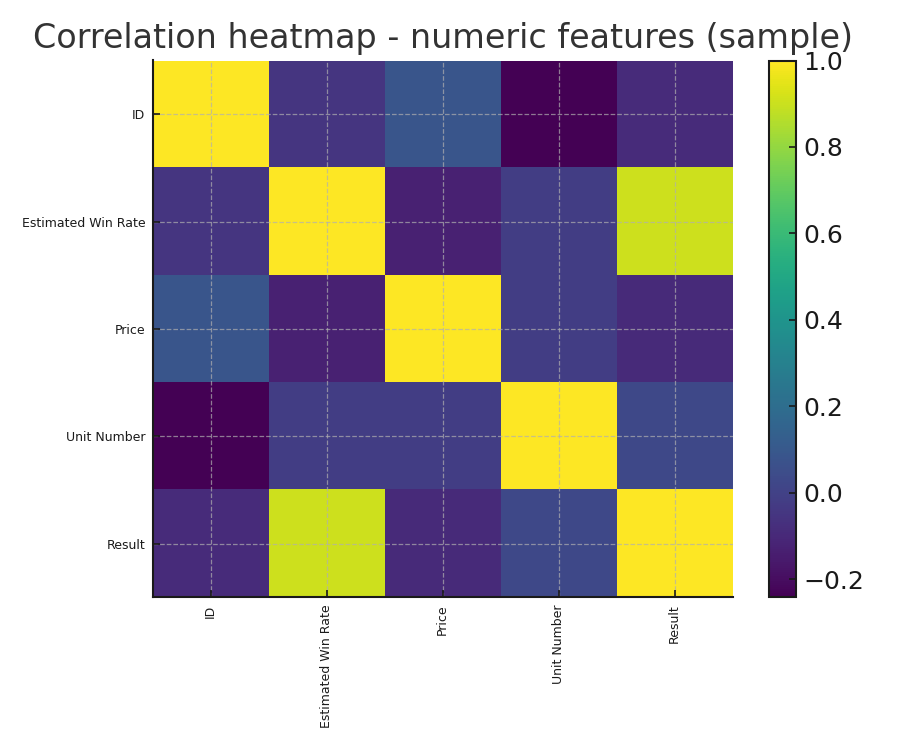 Correlation heatmap - numeric features (sample)
ID
Estimated Win Rate
Price
Unit Number
Result
ID
Estimated Win Rate
Price
Unit Number
Result
1.0
0.8
0.6
0.4
0.2
0.0
−0.2